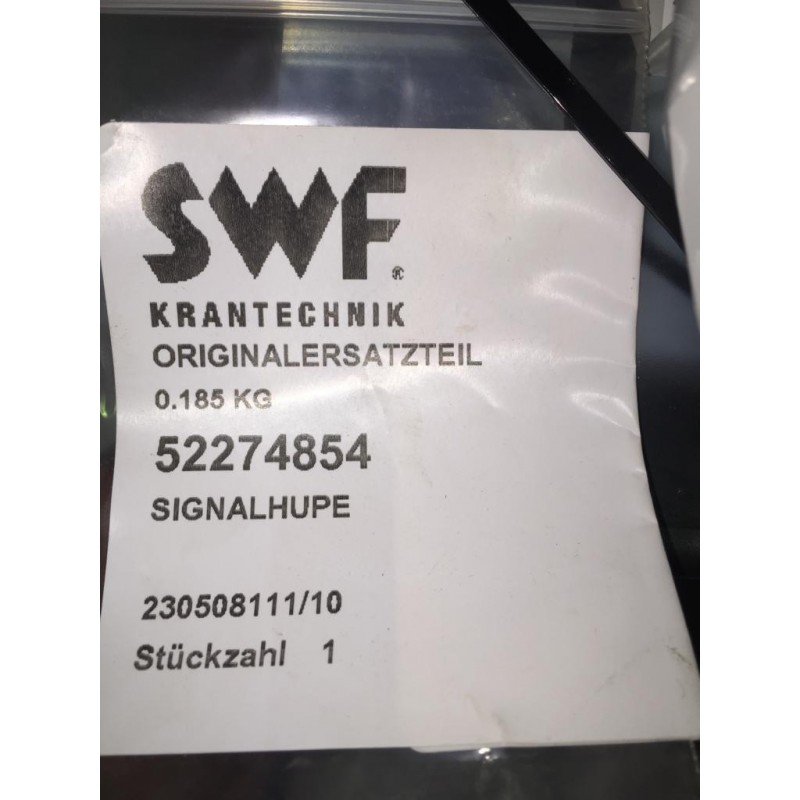 SWF®
KRANTECHNIK
ORIGINALERSATZTEIL
0.185 KG
52274854
SIGNALHUPE
230508111/10
Stückzahl 1